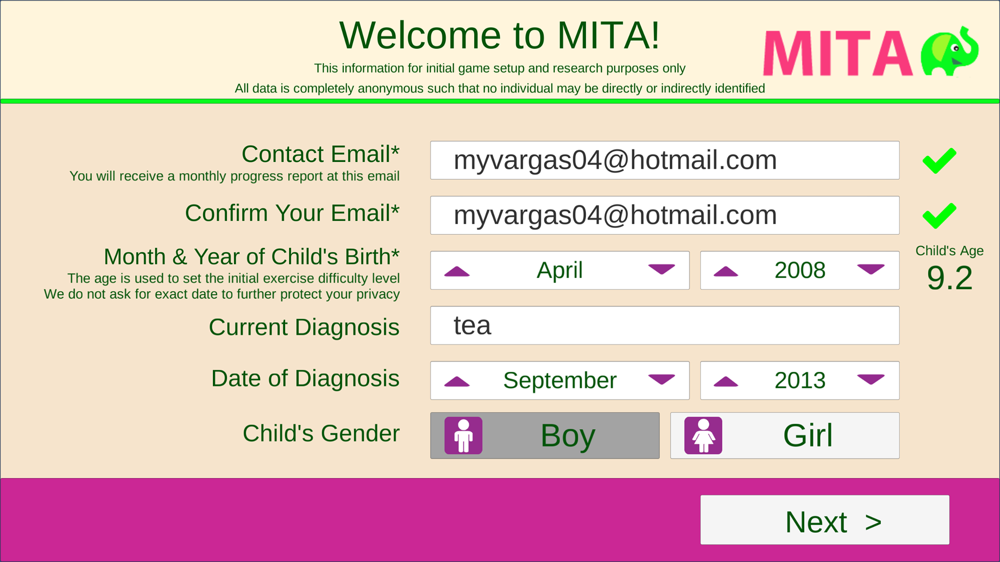 Welcome to MITA!
MITA
This information for initial game setup and research purposes only
All data is completely anonymous such that no individual may be directly or indirectly identified
Contact Email*
myvargas04@hotmail.com
You will receive a monthly progress report at this email
Confirm Your Email*
myvargas04@hotmail.com
Month & Year of Child's Birth*
April
2008
Child's Age
9.2
The age is used to set the initial exercise difficulty level
We do not ask for exact date to further protect your privacy
Current Diagnosis
tea
Date of Diagnosis
September
2013
Child's Gender
Boy
Girl
Next >